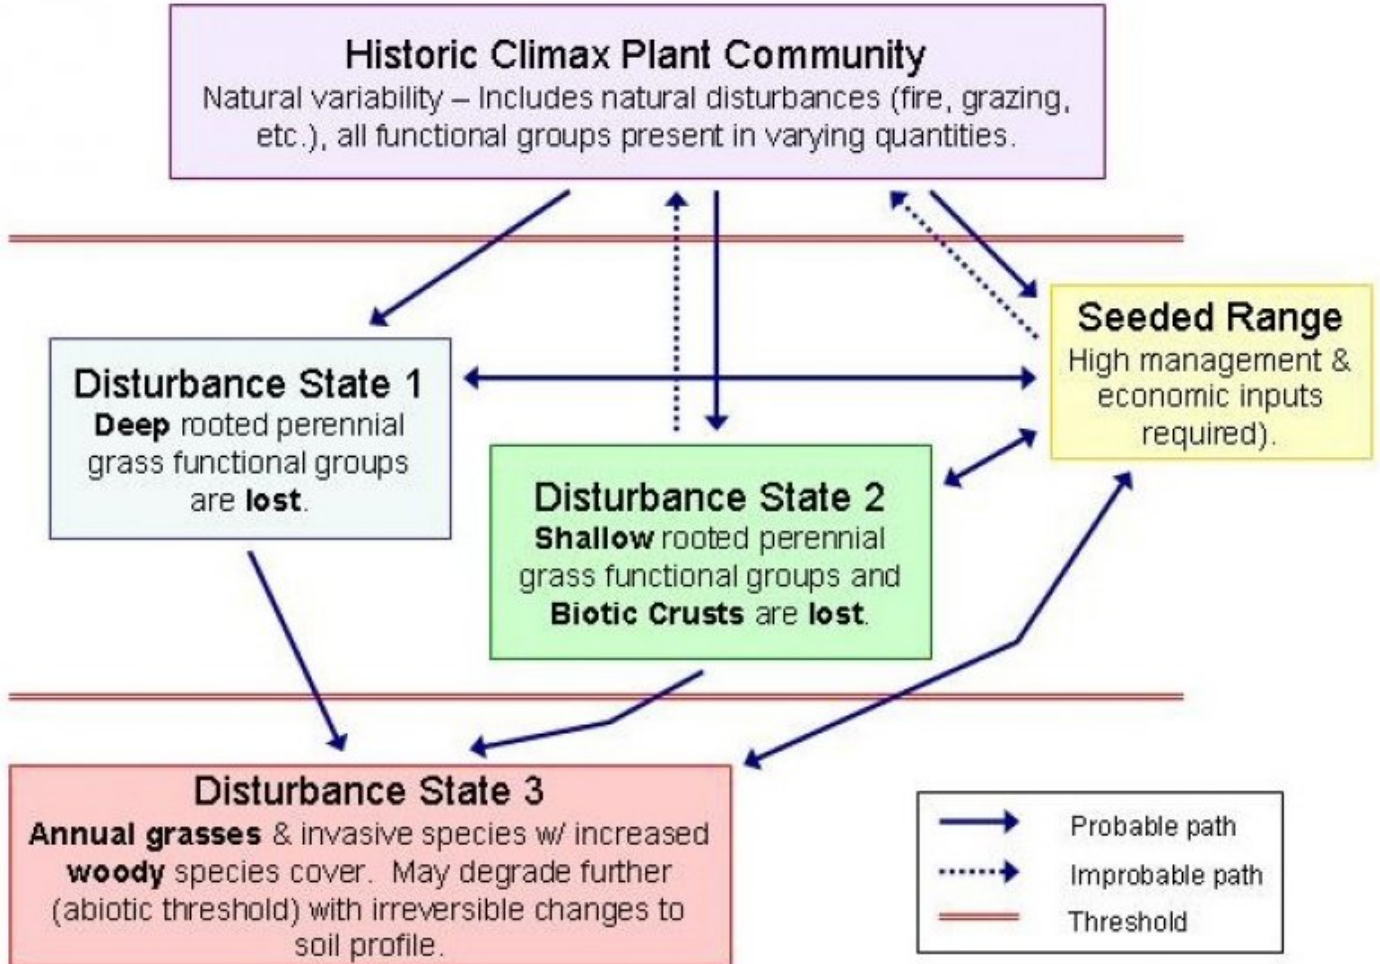 Historic Climax Plant Community
Natural variability – Includes natural disturbances (fire, grazing,
etc.), all functional groups present in varying quantities.
Seeded Range
High management &
economic inputs
required).
Disturbance State 1
Deep rooted perennial
grass functional groups
are lost.
Disturbance State 2
Shallow rooted perennial
grass functional groups and
Biotic Crusts are lost.
Disturbance State 3
Annual grasses & invasive species w/ increased
woody species cover. May degrade further
(abiotic threshold) with irreversible changes to
soil profile.
Probable path
Improbable path
Threshold